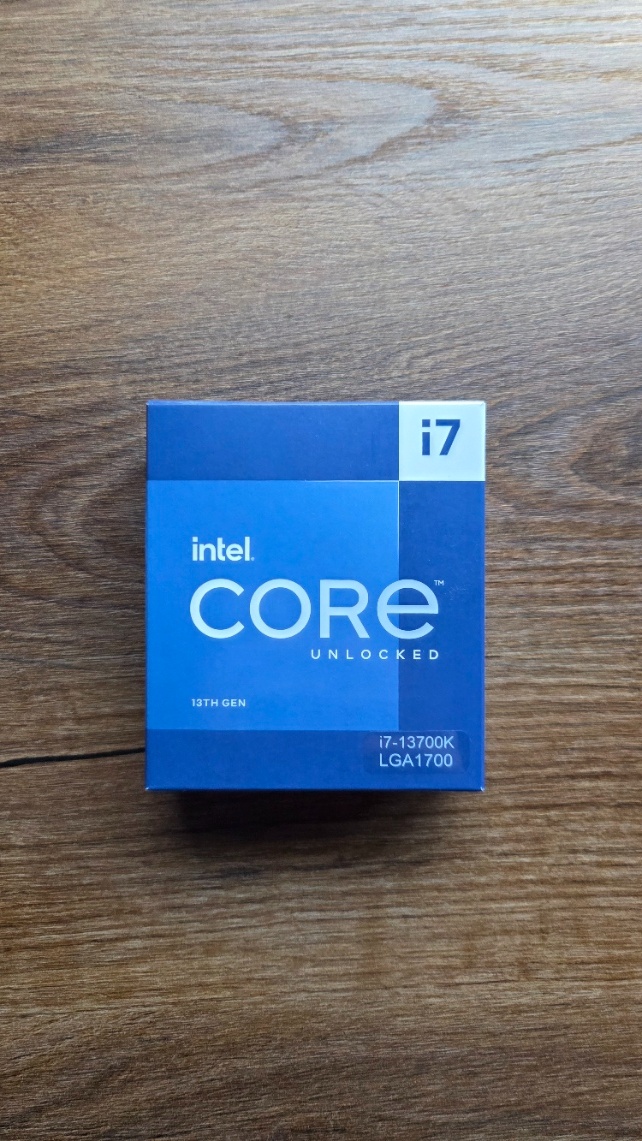 i7
intel.
CORe™
UNLOCKED
13TH GEN
i7-13700K
LGA1700